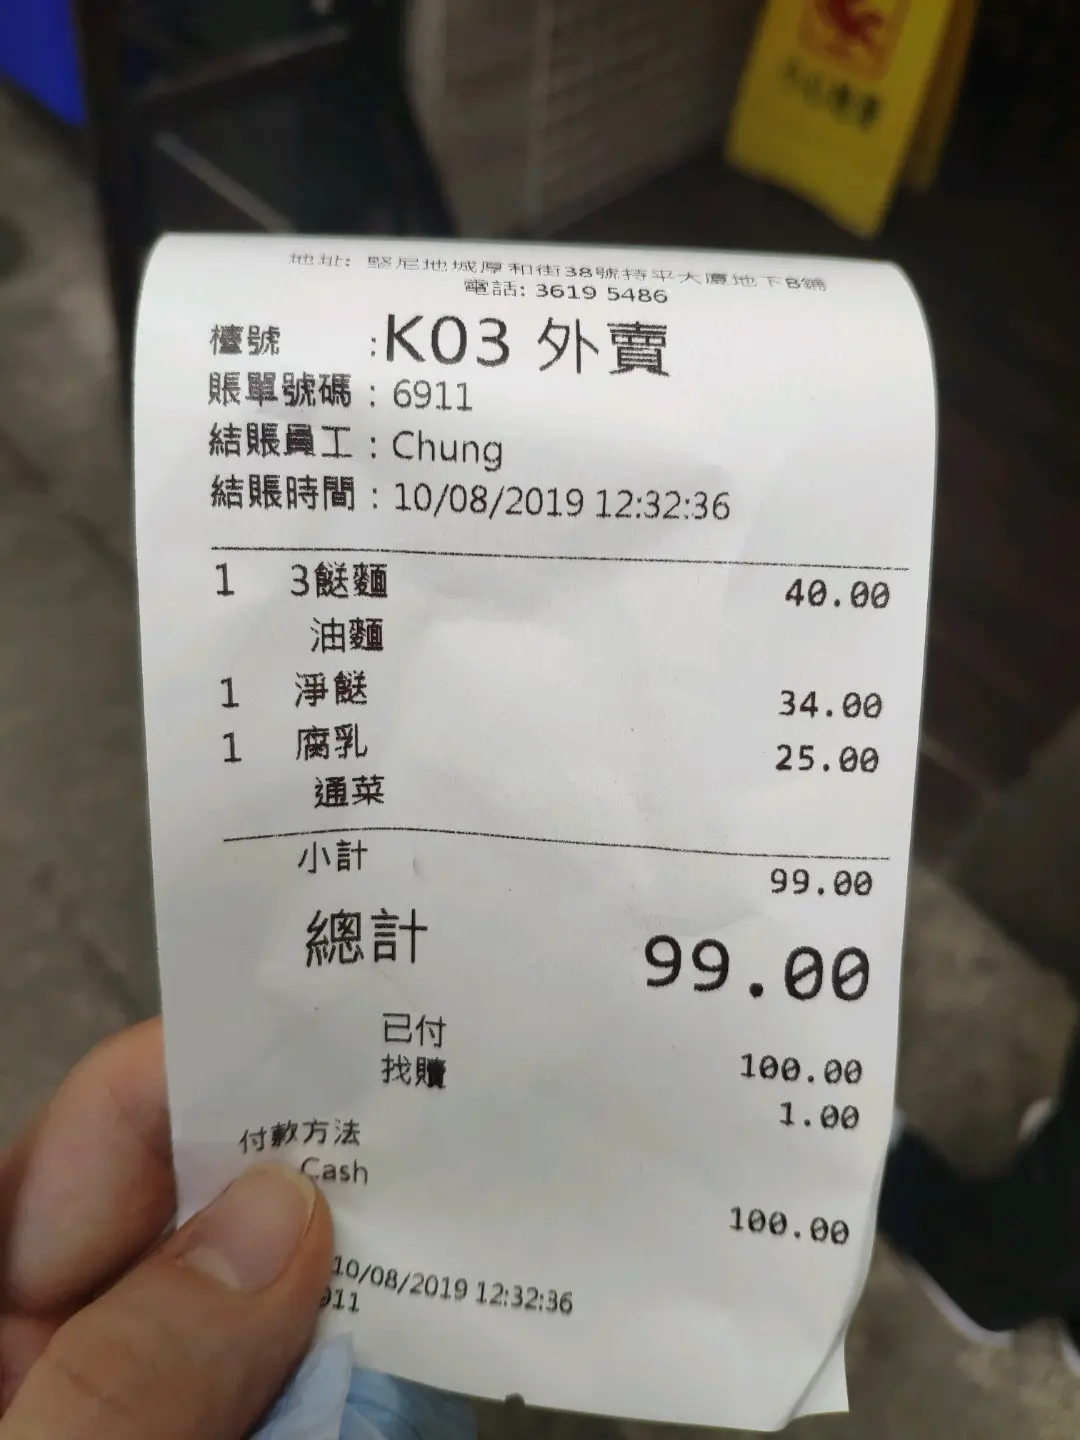 地址: 堅尼地城厚和街38號持平大廈地下B鋪
電話: 3619 5486
檯號 :K03 外賣
賬單號碼 : 6911
結賬員工 : Chung
結賬時間 : 10/08/2019 12:32:36
1 3餸麵 40.00
油麵
1 淨餸 34.00
1 腐乳 25.00
通菜
小計 99.00
總計 99.00
已付 100.00
找贖 1.00
付款方法
Cash 100.00
10/08/2019 12:32:36
911
小心地滑